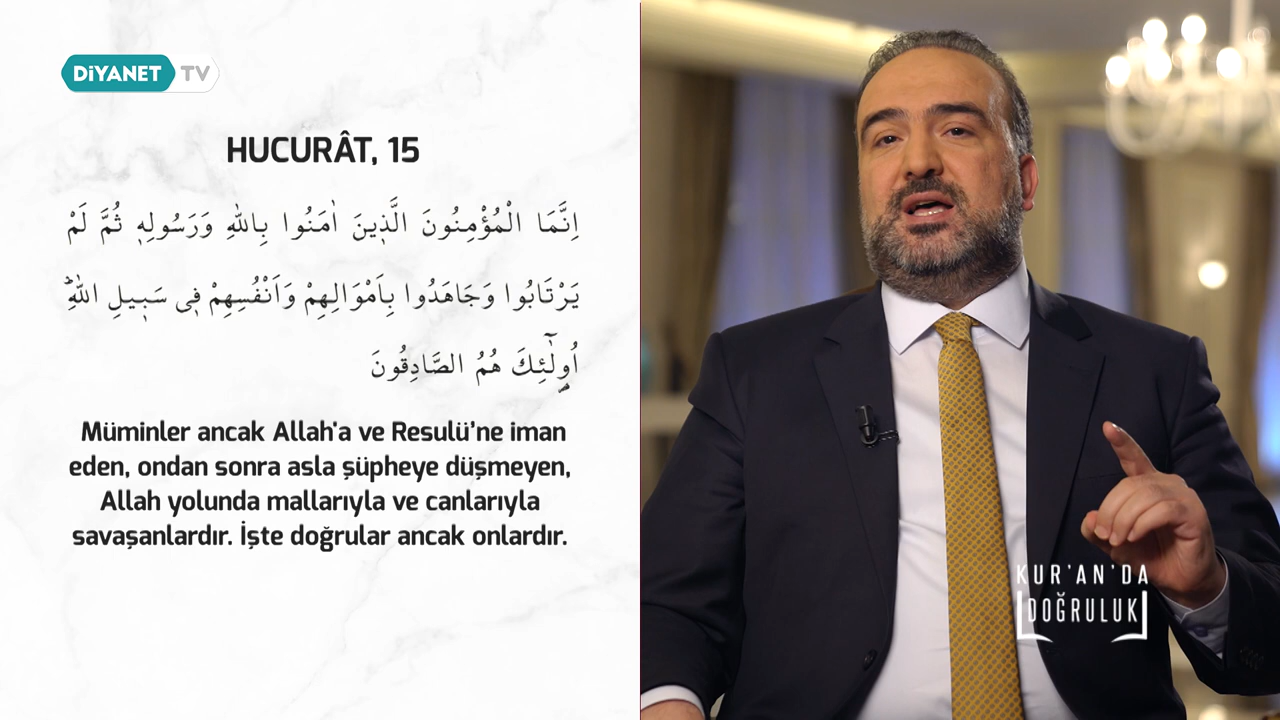 DİYANET TV
HUCURÂT, 15
اِنَّمَا الْمُؤْمِنُونَ الَّذ۪ينَ اٰمَنُوا بِاللّٰهِ وَرَسُولِه۪ ثُمَّ لَمْ
يَرْتَابُوا وَجَاهَدُوا بِاَمْوَالِهِمْ وَاَنْفُسِهِمْ ف۪ي سَب۪يلِ اللّٰهِۜ
اُو۬لٰٓئِكَ هُمُ الصَّادِقُونَ
Müminler ancak Allah'a ve Resulü’ne iman
eden, ondan sonra asla şüpheye düşmeyen,
Allah yolunda mallarıyla ve canlarıyla
savaşanlardır. İşte doğrular ancak onlardır.
KUR'AN'DA
DOĞRULUK